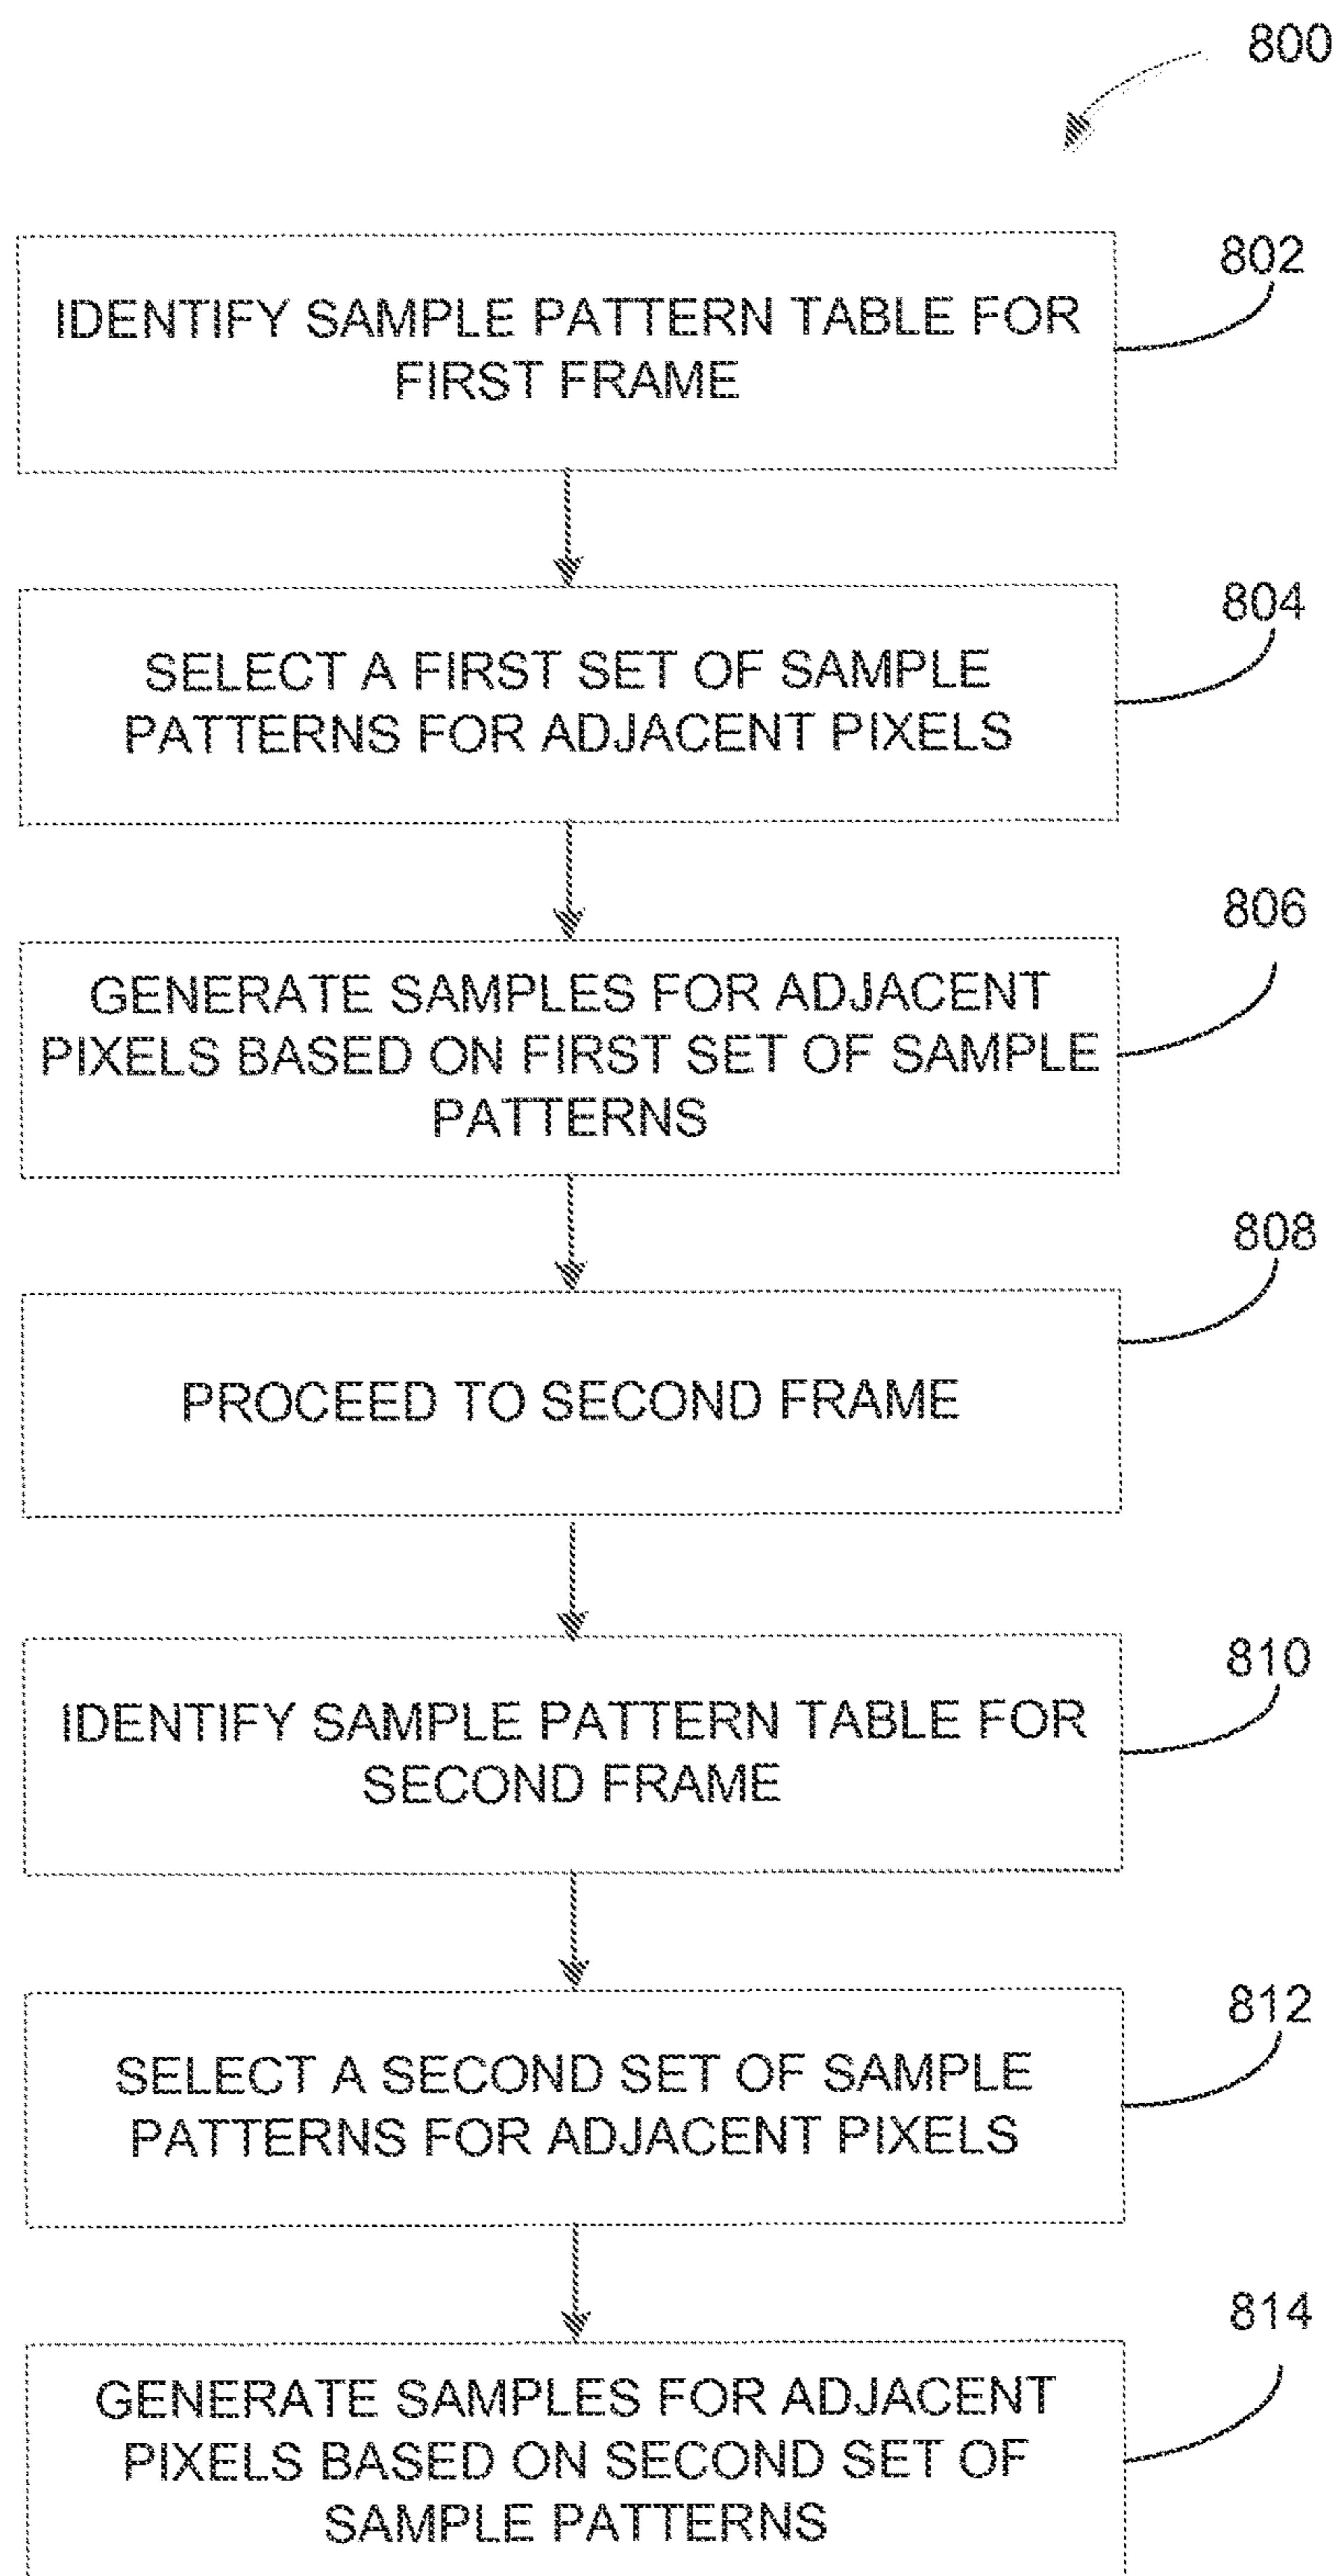 800
802
IDENTIFY SAMPLE PATTERN TABLE FOR
FIRST FRAME
804
SELECT A FIRST SET OF SAMPLE
PATTERNS FOR ADJACENT PIXELS
806
GENERATE SAMPLES FOR ADJACENT
PIXELS BASED ON FIRST SET OF SAMPLE
PATTERNS
808
PROCEED TO SECOND FRAME
810
IDENTIFY SAMPLE PATTERN TABLE FOR
SECOND FRAME
812
SELECT A SECOND SET OF SAMPLE
PATTERNS FOR ADJACENT PIXELS
814
GENERATE SAMPLES FOR ADJACENT
PIXELS BASED ON SECOND SET OF
SAMPLE PATTERNS